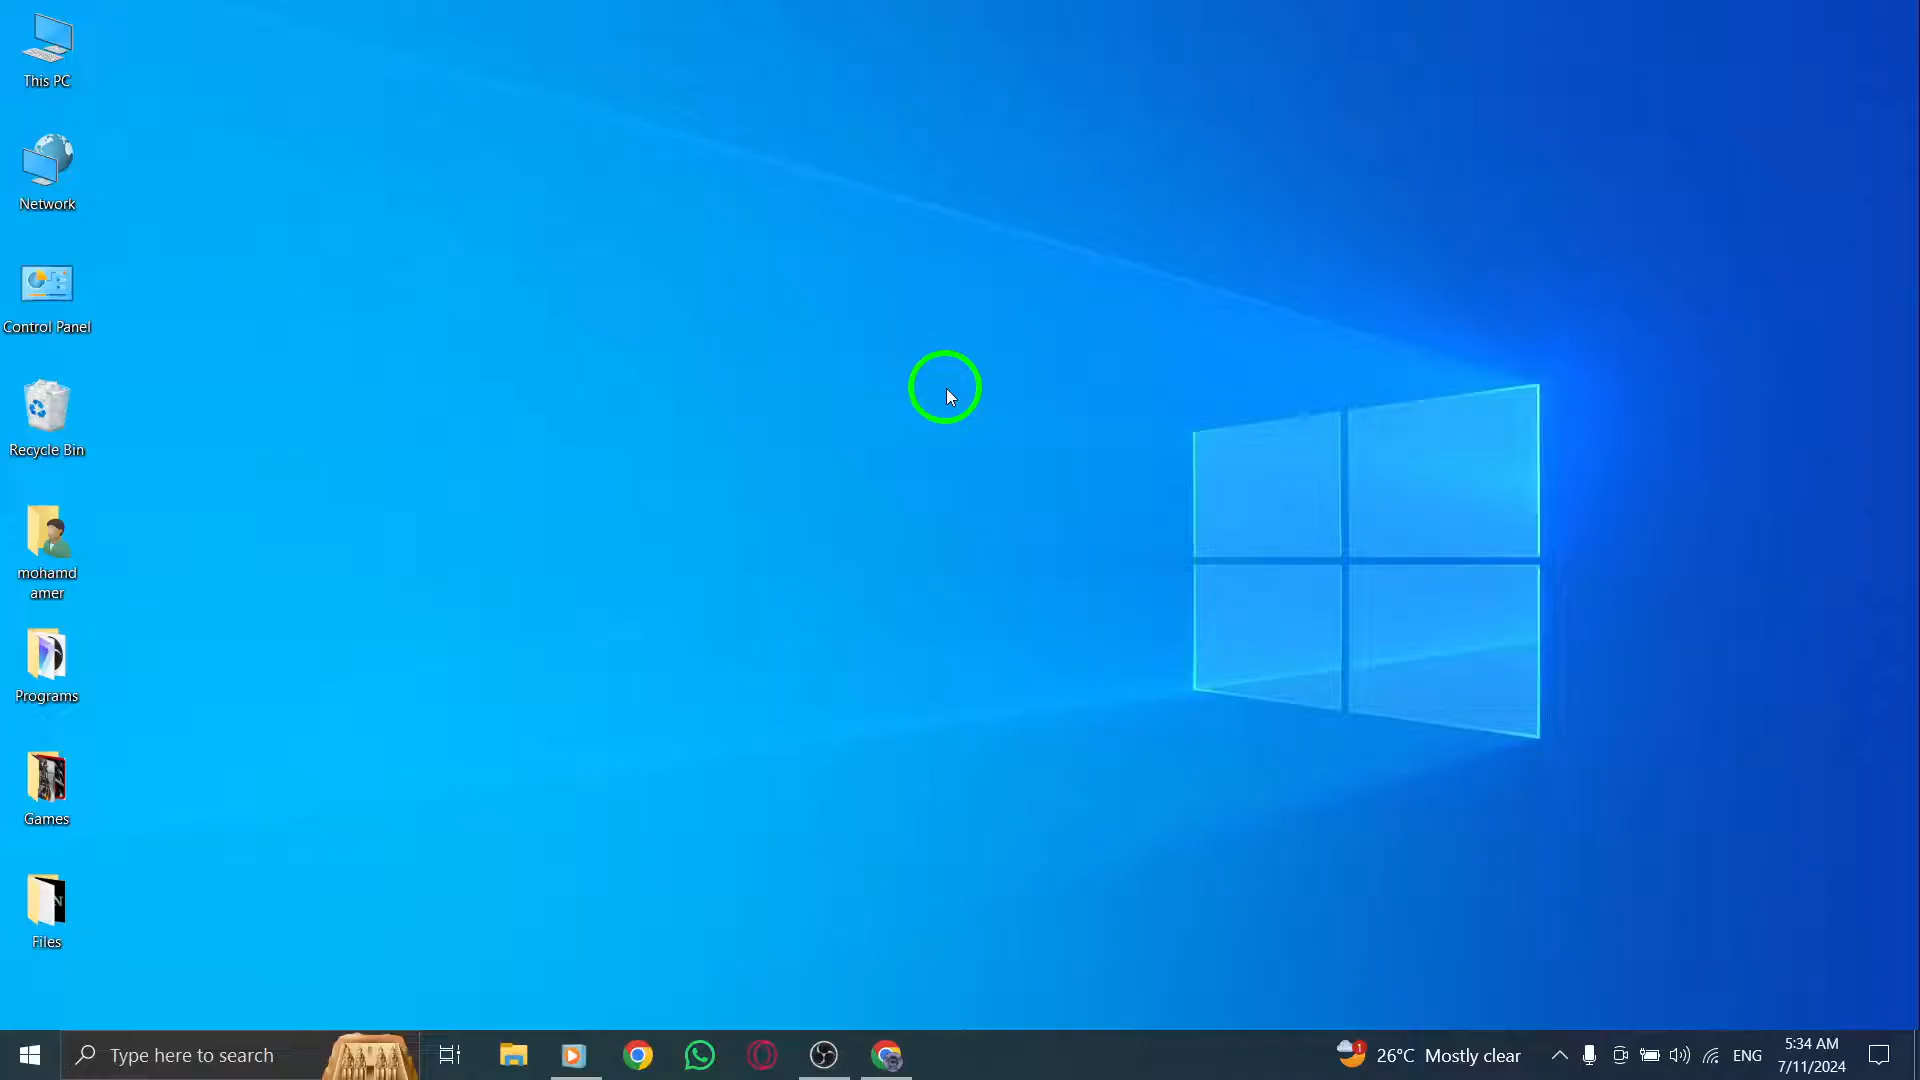 This PC
Network
Control Panel
Recycle Bin
mohamd
amer
Programs
Games
Files
Type here to search
1
26°C Mostly clear
ENG
5:34 AM
7/11/2024